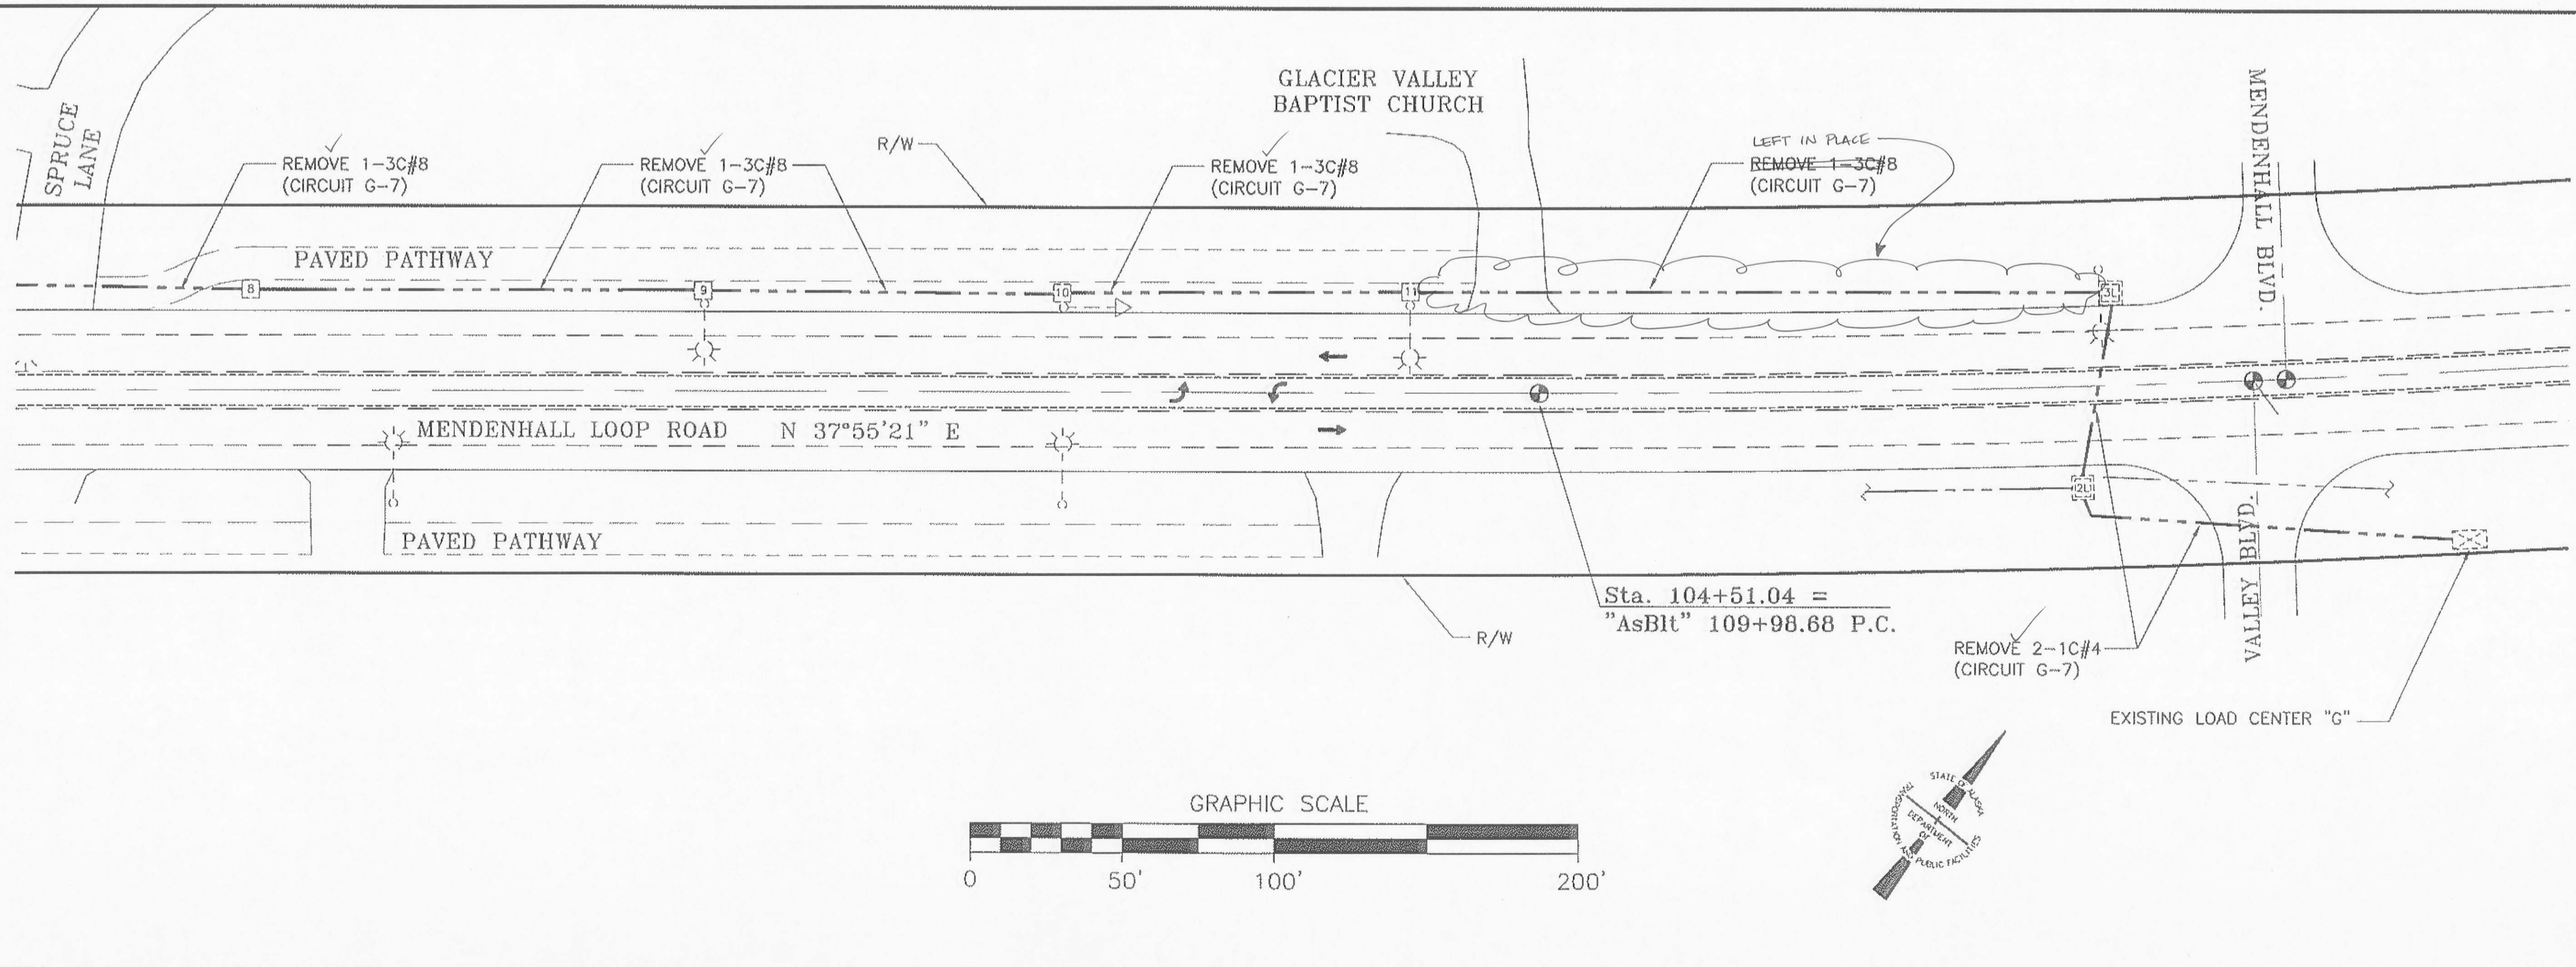 GLACIER VALLEY
BAPTIST CHURCH
SPRUCE
LANE
REMOVE 1-3C#8
(CIRCUIT G-7)
REMOVE 1-3C#8
(CIRCUIT G-7)
R/W
REMOVE 1-3C#8
(CIRCUIT G-7)
LEFT IN PLACE
REMOVE 1-3C#8
(CIRCUIT G-7)
MENDENHALL BLVD.
PAVED PATHWAY
8
9
10
11
3L
MENDENHALL LOOP ROAD N 37°55'21" E
2L
PAVED PATHWAY
VALLEY BLVD.
Sta. 104+51.04 =
"AsBlt" 109+98.68 P.C.
R/W
REMOVE 2-1C#4
(CIRCUIT G-7)
EXISTING LOAD CENTER "G"
GRAPHIC SCALE
0 50' 100' 200'
STATE OF ALASKA
NORTH
DEPARTMENT
OF
TRANSPORTATION AND PUBLIC FACILITIES